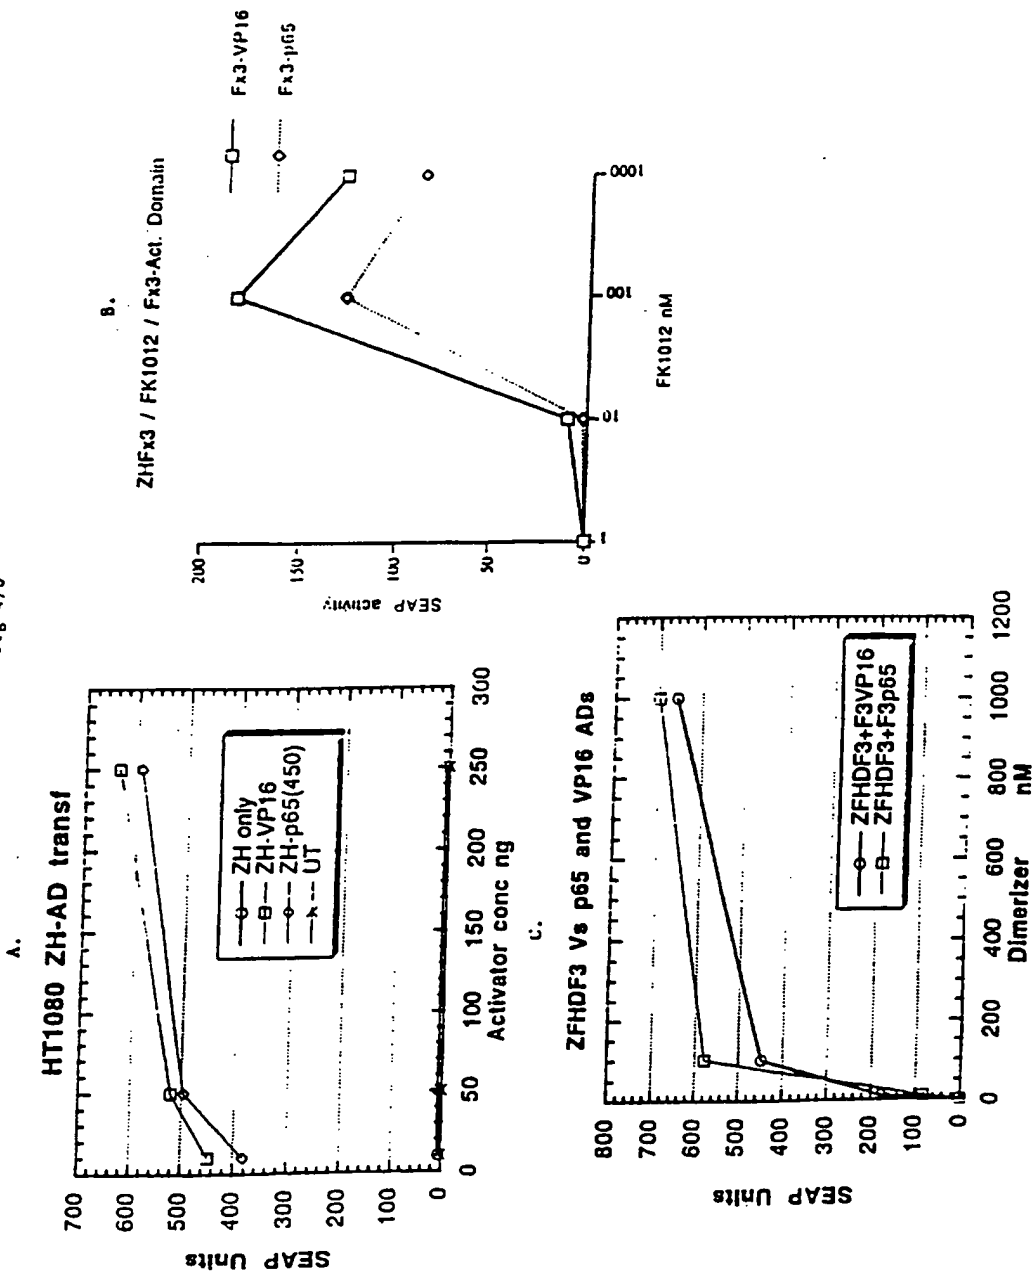 A.
HT1080 ZH-AD transf
700
600
500
400
300
200
100
0
SEAP Units
ZH only
ZH-VP16
ZH-p65(450)
UT
0
50
100
150
200
250
300
Activator conc ng
B.
ZHFx3 / FK1012 / Fx3-Act. Domain
Fx3-VP16
Fx3-p65
200
150
100
50
0
SEAP activity
1
10
100
1000
FK1012 nM
C.
ZFHDF3 Vs p65 and VP16 ADs
800
700
600
500
400
300
200
100
0
SEAP Units
ZFHDF3+F3VP16
ZFHDF3+F3p65
0
200
400
600
800
1000
1200
Dimerizer nM